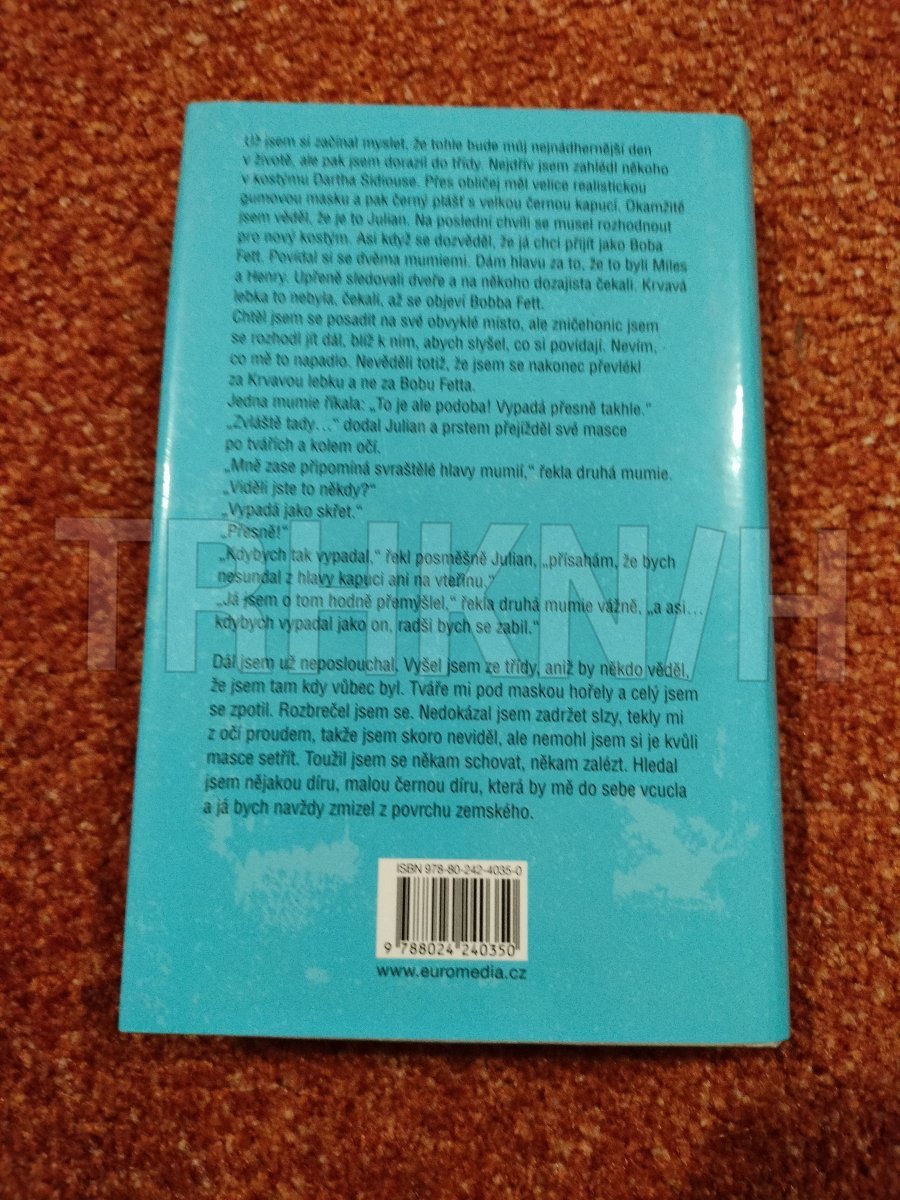 Už jsem si začínal myslet, že tohle bude můj nejnádhernější den
v životě, ale pak jsem dorazil do třídy. Nejdřív jsem zahlédl někoho
v kostýmu Dartha Sidiouse. Přes obličej měl velice realistickou
gumovou masku a pak černý plášť s velkou černou kapucí. Okamžitě
jsem věděl, že je to Julian. Na poslední chvíli se musel rozhodnout
pro nový kostým. Asi když se dozvěděl, že já chci přijít jako Boba
Fett. Povídal si se dvěma mumiemi. Dám hlavu za to, že to byli Miles
a Henry. Upřeně sledovali dveře a na někoho dozajista čekali. Krvavá
lebka to nebyla, čekali, až se objeví Bobba Fett.
Chtěl jsem se posadit na své obvyklé místo, ale zničehonic jsem
se rozhodl jít dál, blíž k nim, abych slyšel, co si povídají. Nevím,
co mě to napadlo. Nevěděli totiž, že jsem se nakonec převlékl
za Krvavou lebku a ne za Bobu Fetta.
Jedna mumie říkala: „To je ale podoba! Vypadá přesně takhle.“
„Zvláště tady…“ dodal Julian a prstem přejížděl své masce
po tvářích a kolem očí.
„Mně zase připomíná svraštělé hlavy mumií,“ řekla druhá mumie.
„Viděli jste to někdy?“
„Vypadá jako skřet.“
„Přesně!“
„Kdybych tak vypadal,“ řekl posměšně Julian, „přísahám, že bych
nesundal z hlavy kapuci ani na vteřinu.“
„Já jsem o tom hodně přemýšlel,“ řekla druhá mumie vážně, „a asi…
kdybych vypadal jako on, radši bych se zabil.“
Dál jsem už neposlouchal. Vyšel jsem ze třídy, aniž by někdo věděl,
že jsem tam kdy vůbec byl. Tváře mi pod maskou hořely a celý jsem
se zpotil. Rozbrečel jsem se. Nedokázal jsem zadržet slzy, tekly mi
z očí proudem, takže jsem skoro neviděl, ale nemohl jsem si je kvůli
masce setřít. Toužil jsem se někam schovat, někam zalézt. Hledal
jsem nějakou díru, malou černou díru, která by mě do sebe vcucla
a já bych navždy zmizel z povrchu zemského.
ISBN 978-80-242-4035-0
9 788024 240350
www.euromedia.cz